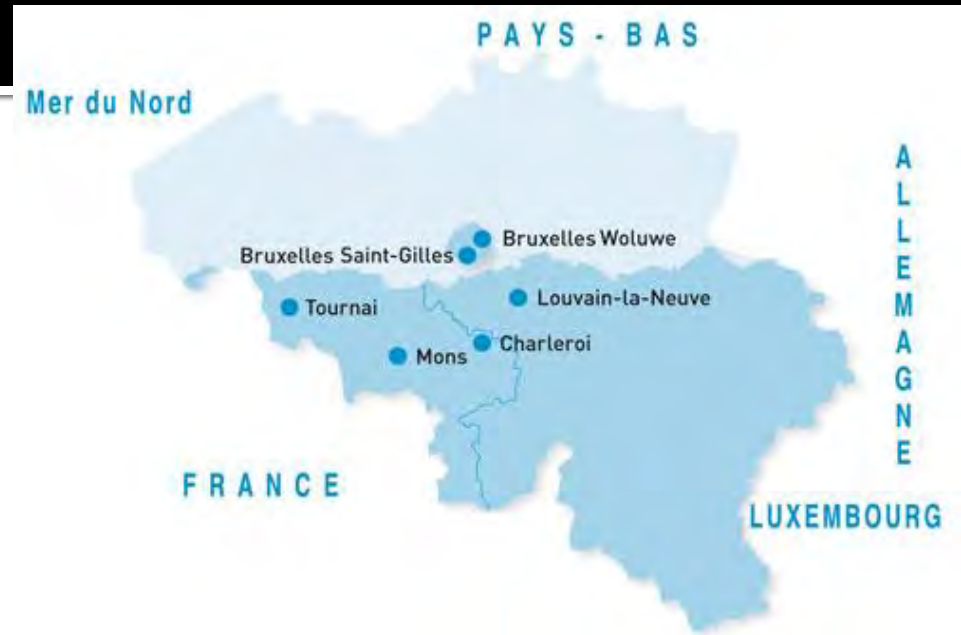 PAYS - BAS
Mer du Nord
ALLEMAGNE
Bruxelles Woluwe
Bruxelles Saint-Gilles
Louvain-la-Neuve
Tournai
Charleroi
Mons
FRANCE
LUXEMBOURG